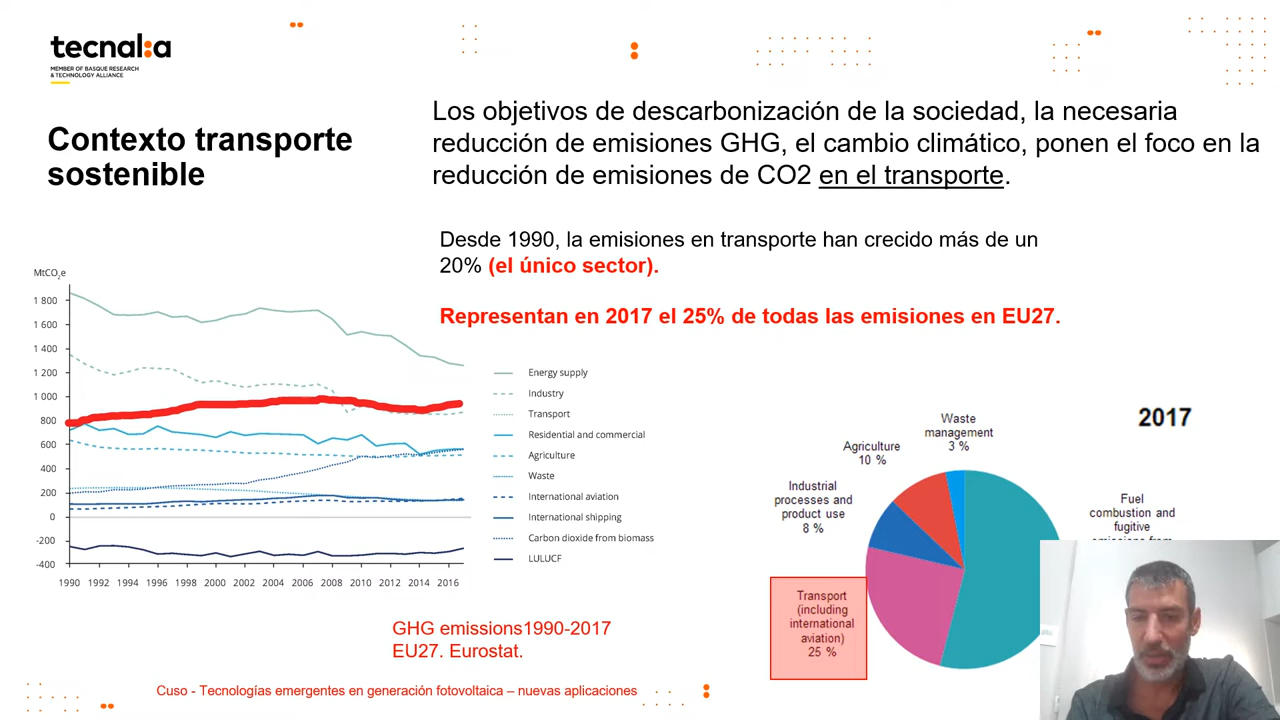 tecnal:a
MEMBER OF BASQUE RESEARCH
& TECHNOLOGY ALLIANCE
Contexto transporte
sostenible
Los objetivos de descarbonización de la sociedad, la necesaria
reducción de emisiones GHG, el cambio climático, ponen el foco en la
reducción de emisiones de CO2 en el transporte.
Desde 1990, la emisiones en transporte han crecido más de un
20% (el único sector).
Representan en 2017 el 25% de todas las emisiones en EU27.
MtCO2e
1 800
1 600
1 400
1 200
1 000
800
600
400
200
0
-200
-400
1990 1992 1994 1996 1998 2000 2002 2004 2006 2008 2010 2012 2014 2016
Energy supply
Industry
Transport
Residential and commercial
Agriculture
Waste
International aviation
International shipping
Carbon dioxide from biomass
LULUCF
GHG emissions1990-2017
EU27. Eurostat.
2017
Waste
management
3 %
Agriculture
10 %
Industrial
processes and
product use
8 %
Transport
(including
international
aviation)
25 %
Fuel
combustion and
fugitive
emissions from
Cuso - Tecnologías emergentes en generación fotovoltaica – nuevas aplicaciones